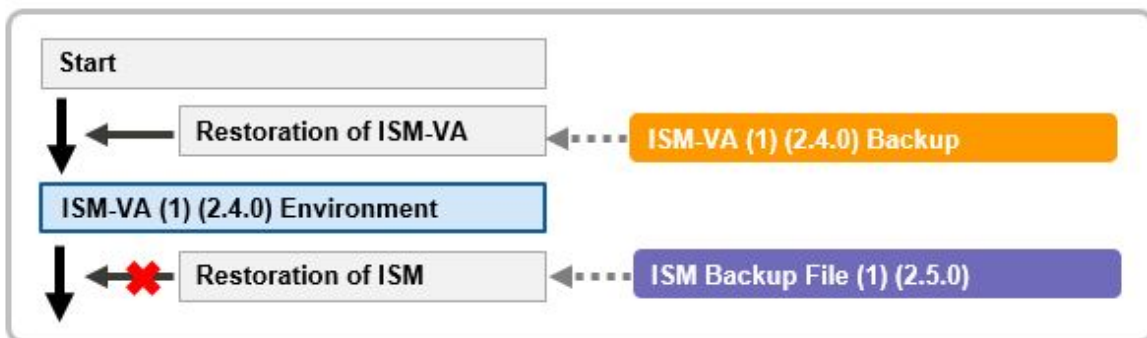 Start
Restoration of ISM-VA
ISM-VA (1) (2.4.0) Backup
ISM-VA (1) (2.4.0) Environment
Restoration of ISM
ISM Backup File (1) (2.5.0)